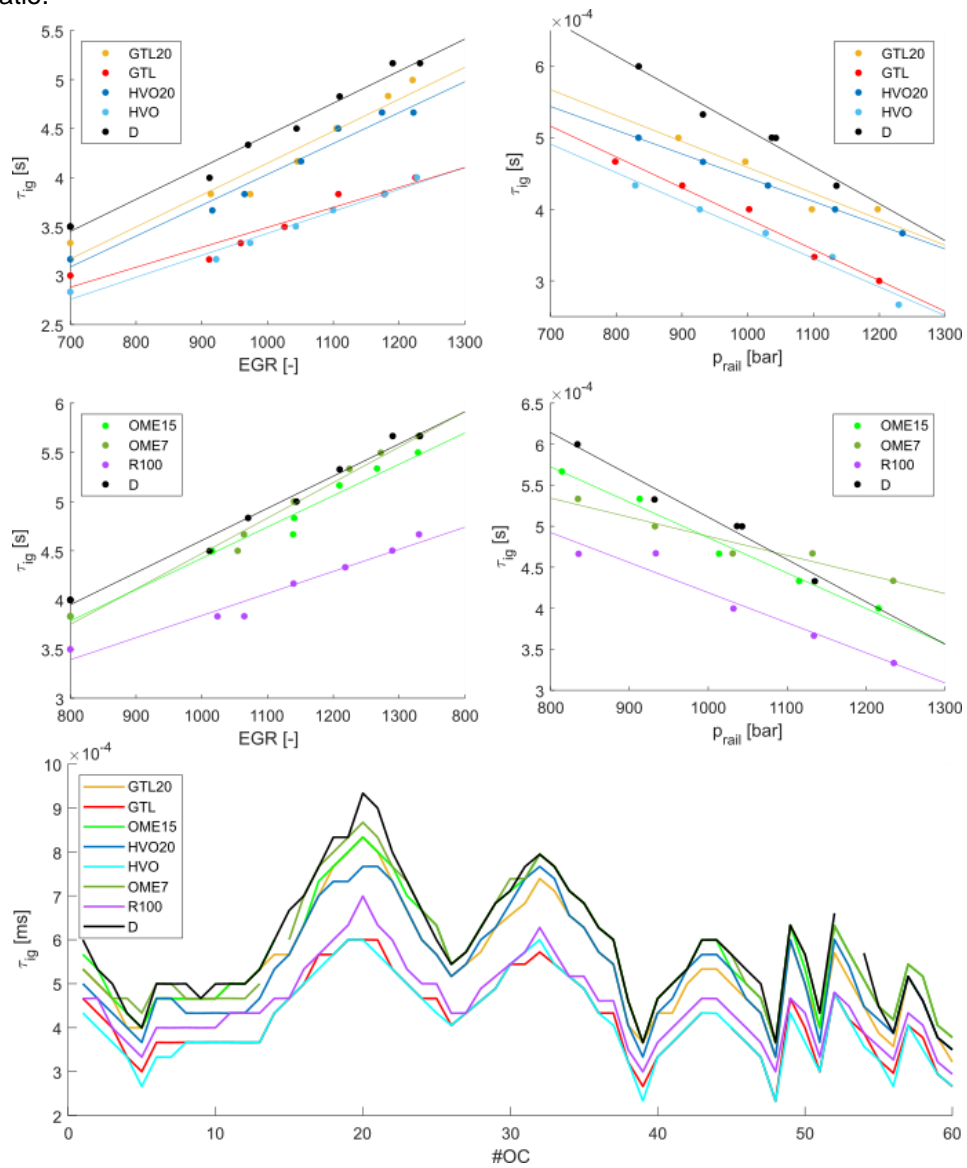 atio.
×10-4
5.5
5
4.5
4
3.5
3
2.5
τig [s]
GTL20
GTL
HVO20
HVO
D
700 800 900 1000 1100 1200 1300
EGR [-]
6
5
4
3
τig [s]
GTL20
GTL
HVO20
HVO
D
700 800 900 1000 1100 1200 1300
prail [bar]
×10-4
6
5.5
5
4.5
4
3.5
3
τig [s]
OME15
OME7
R100
D
800 900 1000 1100 1200 1300 800
EGR [-]
6.5
6
5.5
5
4.5
4
3.5
3
τig [s]
OME15
OME7
R100
D
800 900 1000 1100 1200 1300
prail [bar]
×10-4
10
9
8
7
6
5
4
3
2
τig [ms]
GTL20
GTL
OME15
HVO20
HVO
OME7
R100
D
0 10 20 30 40 50 60
#OC